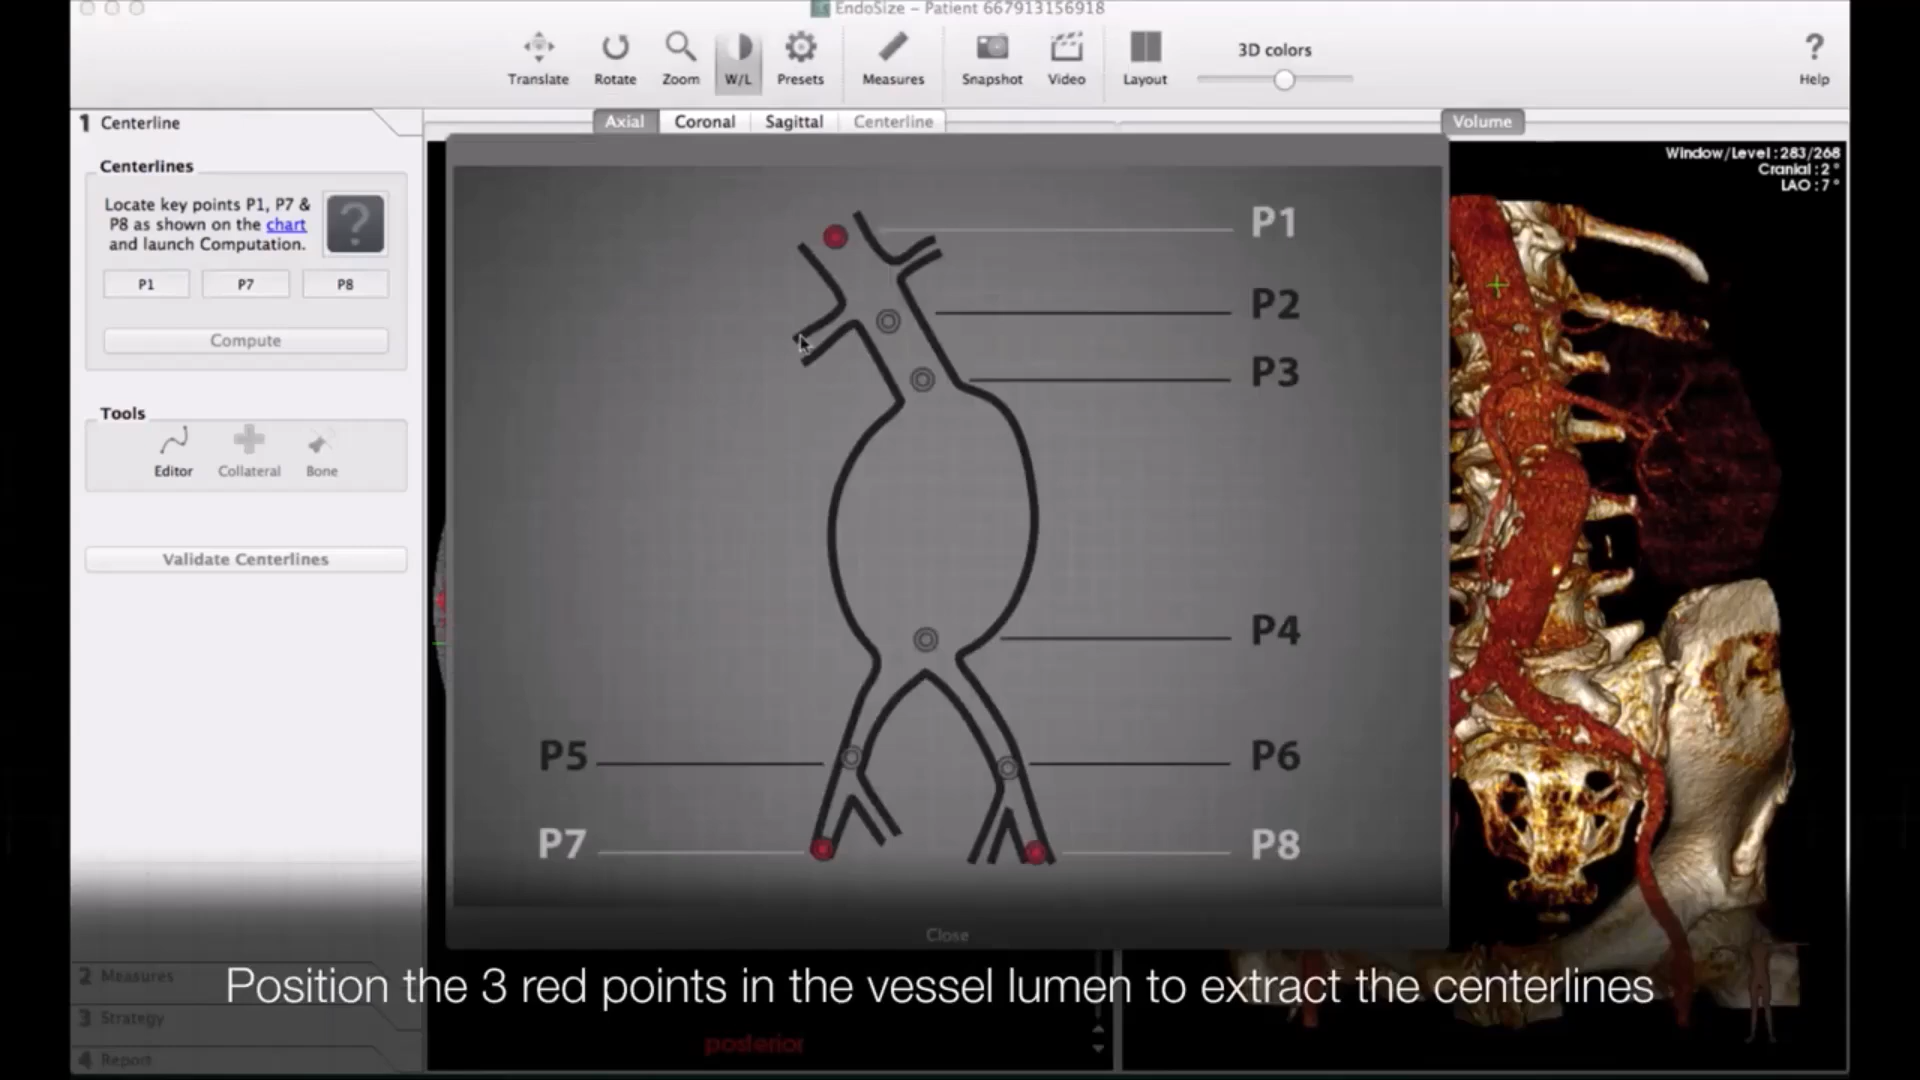 EndoSize – Patient 667913156918
Translate
Rotate
Zoom
W/L
Presets
Measures
Snapshot
Video
Layout
3D colors
?
Help
1 Centerline
Axial
Coronal
Sagittal
Centerline
Volume
Centerlines
Locate key points P1, P7 &
P8 as shown on the chart
and launch Computation.
?
P1
P7
P8
Compute
Tools
Editor
Collateral
Bone
Validate Centerlines
Window/Level : 283/268
Cranial : 2 °
LAO : 7 °
P1
P2
P3
P4
P5
P6
P7
P8
Close
2 Measures
Position the 3 red points in the vessel lumen to extract the centerlines
3 Strategy
posterior
4 Report